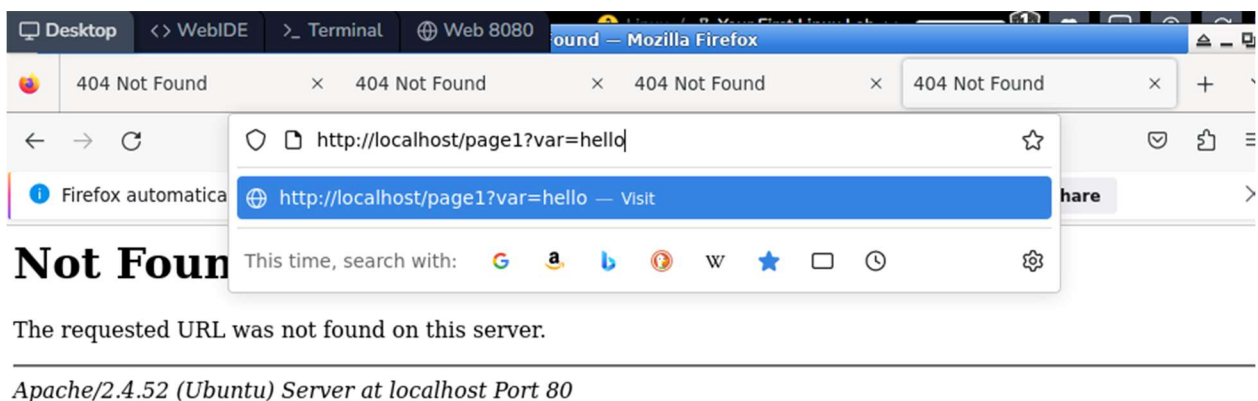 Desktop <> WebIDE >_ Terminal Web 8080
ound — Mozilla Firefox
404 Not Found × 404 Not Found × 404 Not Found × 404 Not Found × +
http://localhost/page1?var=hello
Firefox automatica
http://localhost/page1?var=hello — Visit
hare
Not Foun
This time, search with:
The requested URL was not found on this server.
Apache/2.4.52 (Ubuntu) Server at localhost Port 80